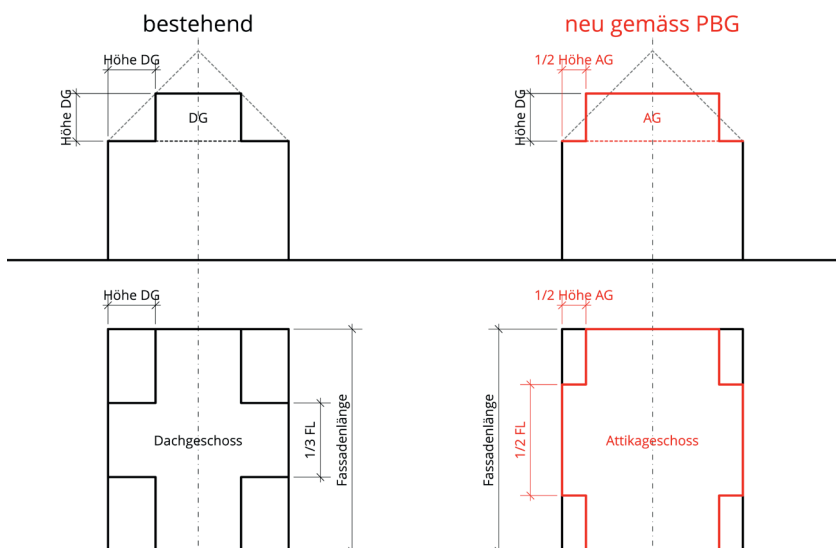 bestehend
neu gemäss PBG
Höhe DG
1/2 Höhe AG
Höhe DG
DG
Höhe DG
AG
Höhe DG
1/2 Höhe AG
Dachgeschoss
1/3 FL
Fassadenlänge
Fassadenlänge
1/2 FL
Attikageschoss